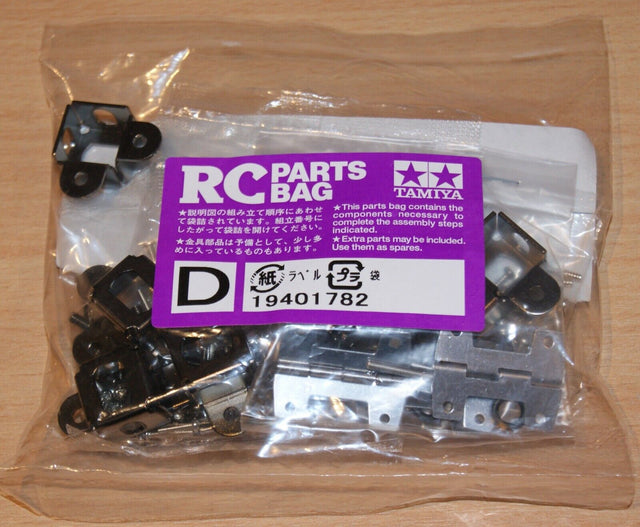 RC PARTS BAG
TAMIYA
★説明図の組み立て順序にあわせ
て袋詰されています。組立番号に
したがって袋詰を開けてください。
★金具部品は予備として、少し多
めに入っているものもあります。
★This parts bag contains the
components necessary to
complete the assembly steps
indicated.
★Extra parts may be included.
Use them as spares.
D
紙 ラベル プラ 袋
19401782